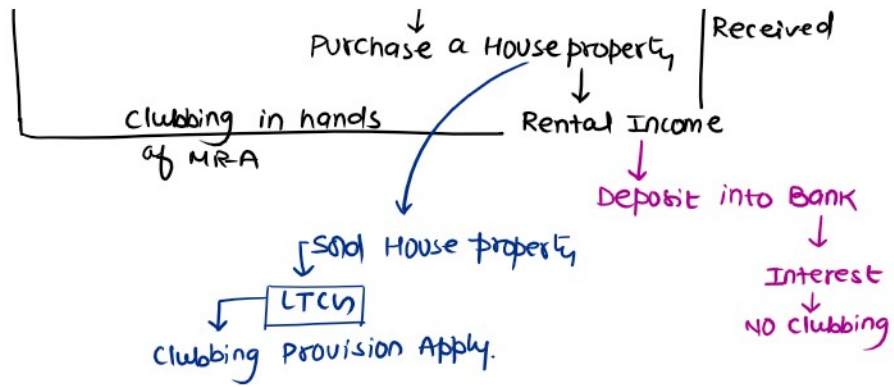 Purchase a House property
Received
Clubbing in hands
of MR-A
Rental Income
Deposit into Bank
Sold House property
Interest
LTCG
NO Clubbing
Clubbing Provision Apply.